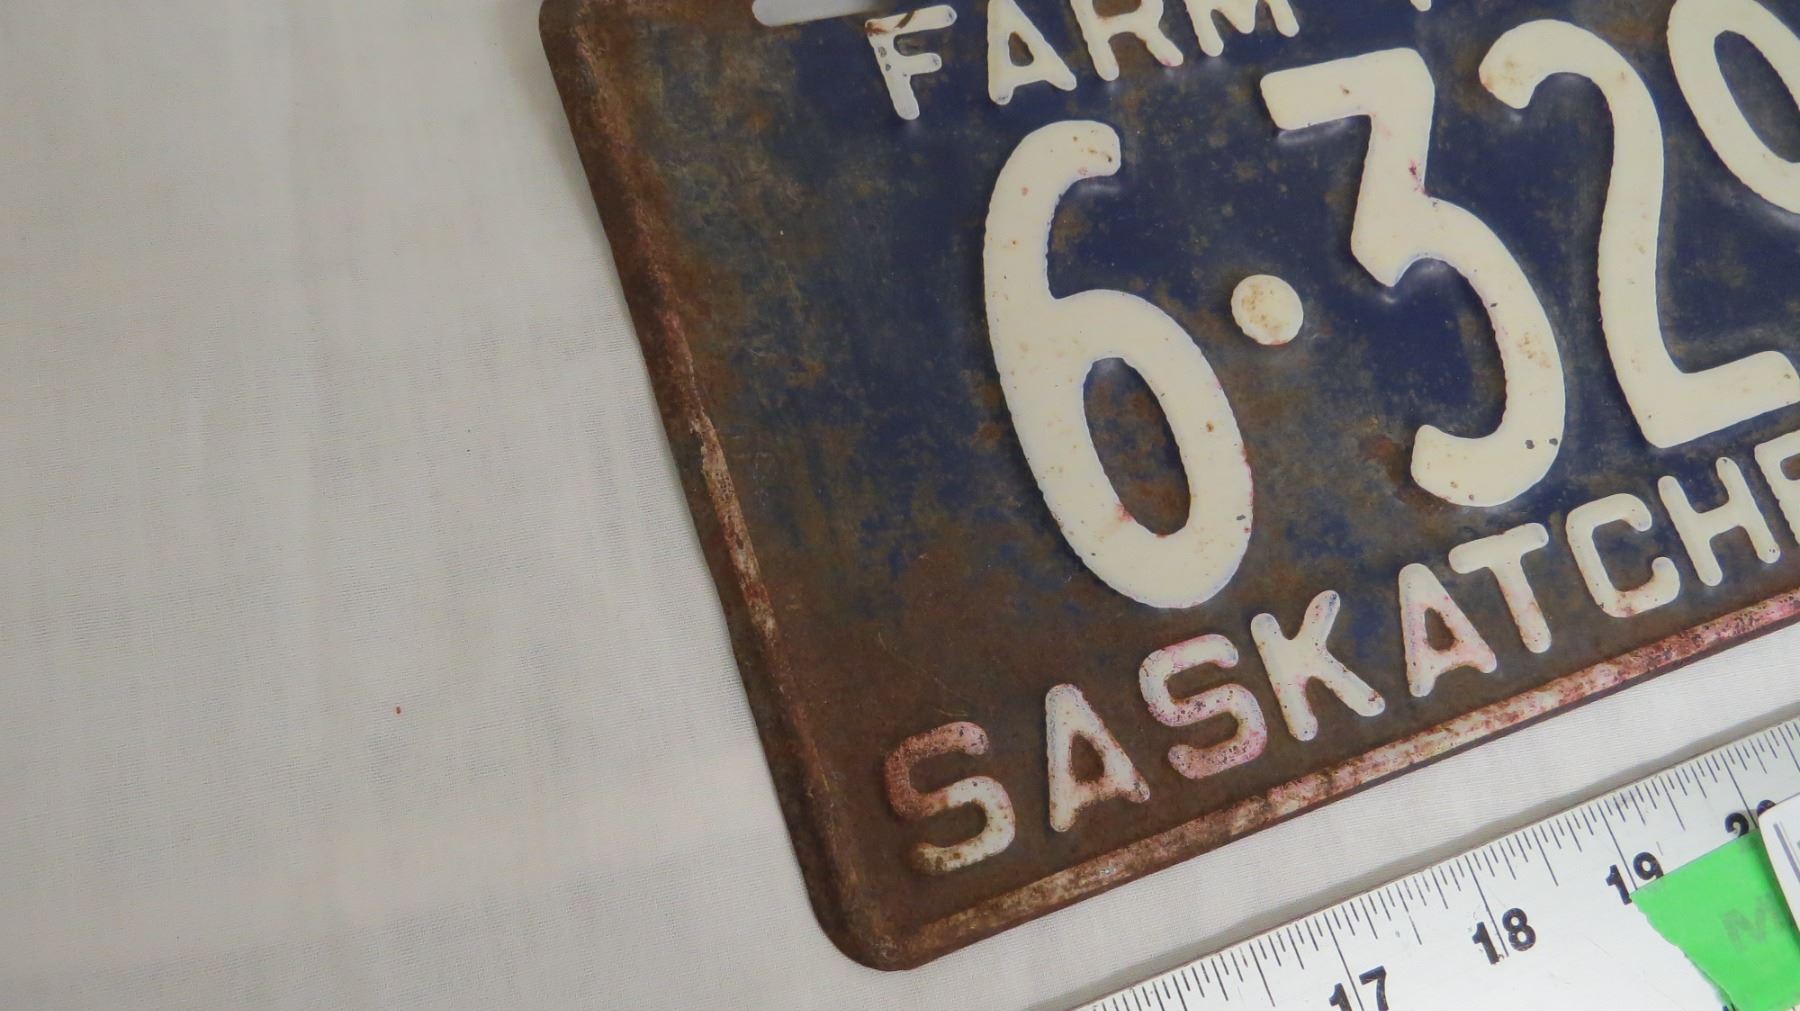 FARM
6·32
SASKATCHE
17 18 19
M